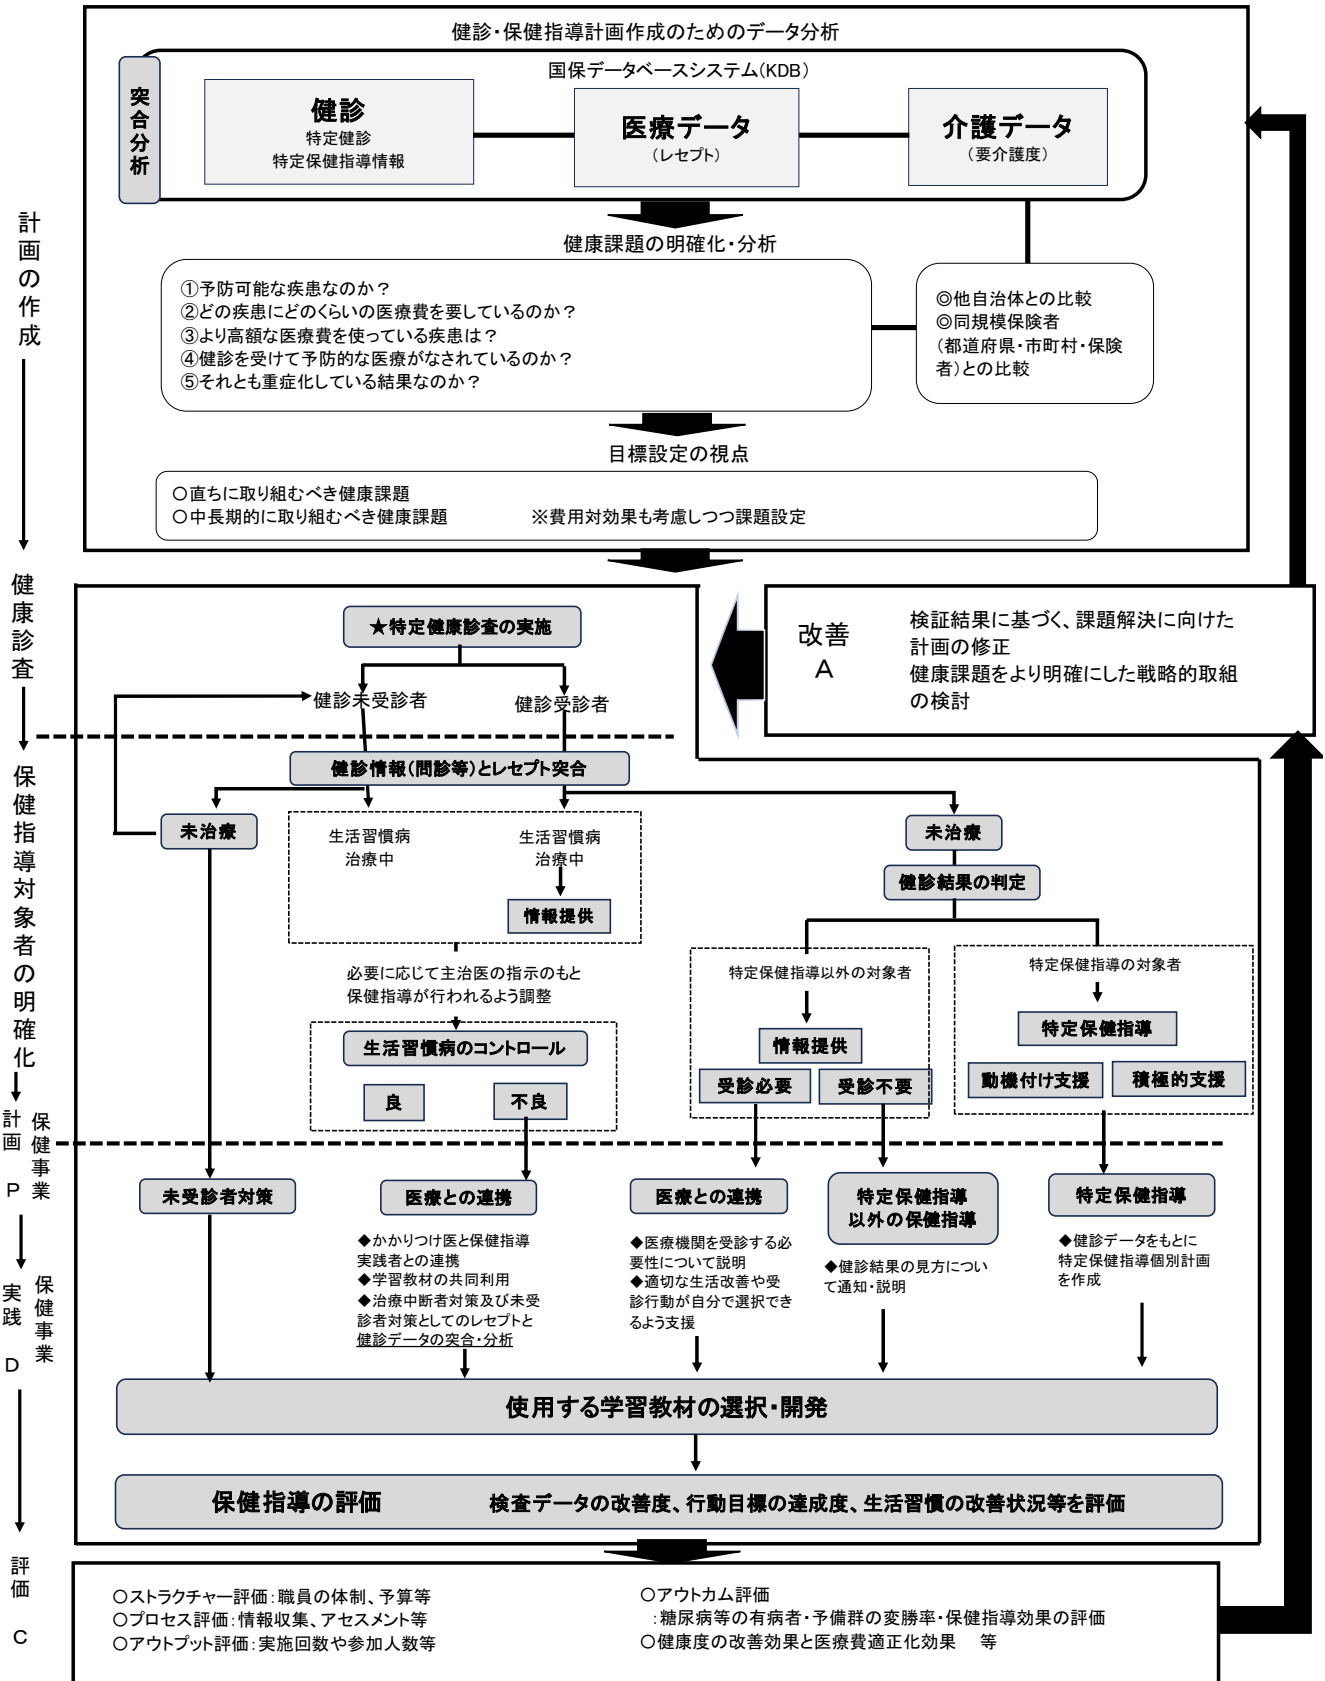 健診・保健指導計画作成のためのデータ分析
国保データベースシステム(KDB)
突合分析
健診
特定健診
特定保健指導情報
医療データ
(レセプト)
介護データ
(要介護度)
健康課題の明確化・分析
①予防可能な疾患なのか？
②どの疾患にどのくらいの医療費を要しているのか？
③より高額な医療費を使っている疾患は？
④健診を受けて予防的な医療がなされているのか？
⑤それとも重症化している結果なのか？
◎他自治体との比較
◎同規模保険者
(都道府県・市町村・保険
者)との比較
目標設定の視点
○直ちに取り組むべき健康課題
○中長期的に取り組むべき健康課題　※費用対効果も考慮しつつ課題設定
計画の作成
健康診査
保健指導対象者の明確化
計画 P
保健事業
実践 D
保健事業
評価 C
改善
A
検証結果に基づく、課題解決に向けた
計画の修正
健康課題をより明確にした戦略的取組
の検討
★特定健康診査の実施
健診未受診者
健診受診者
健診情報(問診等)とレセプト突合
未治療
生活習慣病
治療中
生活習慣病
治療中
情報提供
未治療
健診結果の判定
必要に応じて主治医の指示のもと
保健指導が行われるよう調整
生活習慣病のコントロール
良
不良
特定保健指導以外の対象者
情報提供
受診必要
受診不要
特定保健指導の対象者
特定保健指導
動機付け支援
積極的支援
未受診者対策
医療との連携
◆かかりつけ医と保健指導
実践者との連携
◆学習教材の共同利用
◆治療中断者対策及び未受
診者対策としてのレセプトと
健診データの突合・分析
医療との連携
◆医療機関を受診する必
要性について説明
◆適切な生活改善や受
診行動が自分で選択でき
るよう支援
特定保健指導
以外の保健指導
◆健診結果の見方につい
て通知・説明
特定保健指導
◆健診データをもとに
特定保健指導個別計画
を作成
使用する学習教材の選択・開発
保健指導の評価　検査データの改善度、行動目標の達成度、生活習慣の改善状況等を評価
○ストラクチャー評価：職員の体制、予算等
○プロセス評価：情報収集、アセスメント等
○アウトプット評価：実施回数や参加人数等
○アウトカム評価
：糖尿病等の有病者・予備群の変勝率・保健指導効果の評価
○健康度の改善効果と医療費適正化効果　等